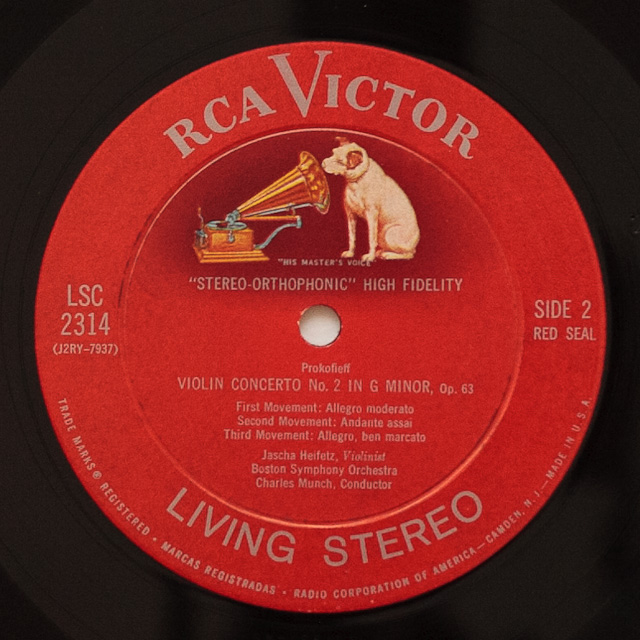 RCA VICTOR
"HIS MASTER'S VOICE"
"STEREO-ORTHOPHONIC" HIGH FIDELITY
LSC
2314
(J2RY-7937)
SIDE 2
RED SEAL
Prokofieff
VIOLIN CONCERTO No. 2 IN G MINOR, Op. 63
First Movement: Allegro moderato
Second Movement: Andante assai
Third Movement: Allegro, ben marcato
Jascha Heifetz, Violinist
Boston Symphony Orchestra
Charles Munch, Conductor
LIVING STEREO
TRADE MARKS ® REGISTERED • MARCAS REGISTRADAS • RADIO CORPORATION OF AMERICA—CAMDEN, N.J.—MADE IN U.S.A.